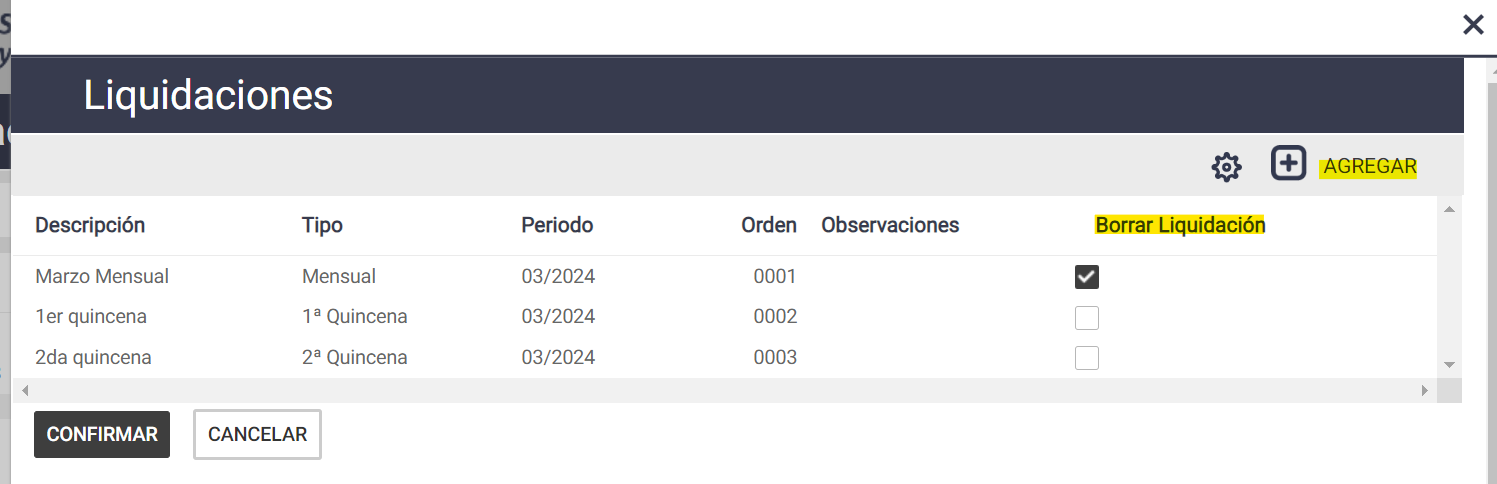 Liquidaciones
AGREGAR
Descripción Tipo Periodo Orden Observaciones Borrar Liquidación
Marzo Mensual Mensual 03/2024 0001
1er quincena 1ª Quincena 03/2024 0002
2da quincena 2ª Quincena 03/2024 0003
CONFIRMAR CANCELAR